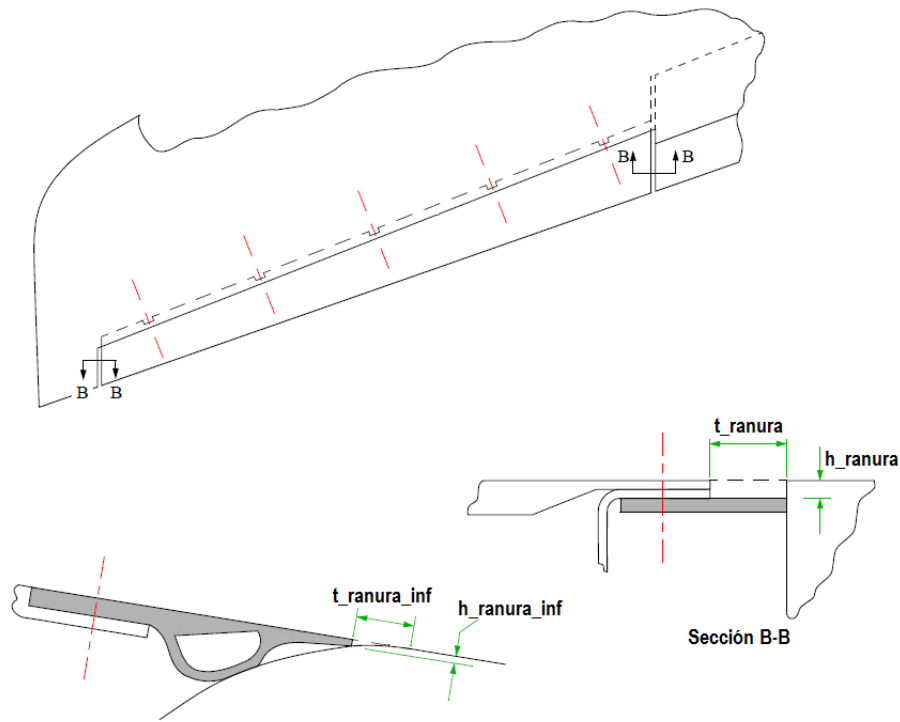 B B
B B
t_ranura
h_ranura
t_ranura_inf
h_ranura_inf
Sección B-B